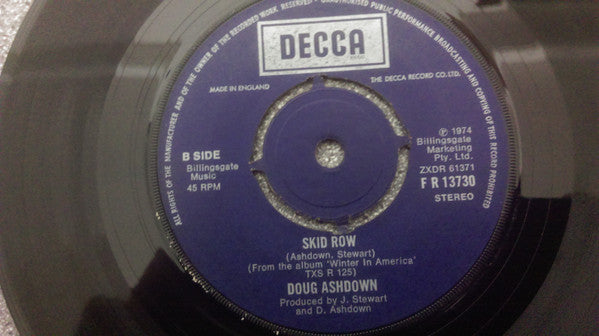 ALL RIGHTS OF THE MANUFACTURER AND OF THE OWNER OF THE RECORDED WORK RESERVED. UNAUTHORISED PUBLIC PERFORMANCE BROADCASTING AND COPYING OF THIS RECORD PROHIBITED
DECCA
MADE IN ENGLAND
THE DECCA RECORD CO. LTD.
B SIDE
Billingsgate
Music
45 RPM
℗ 1974
Billingsgate
Marketing
Pty. Ltd.
ZXDR 61371
F R 13730
STEREO
SKID ROW
(Ashdown, Stewart)
(From the album 'Winter In America'
TXS R 125)
DOUG ASHDOWN
Produced by J. Stewart
and D. Ashdown